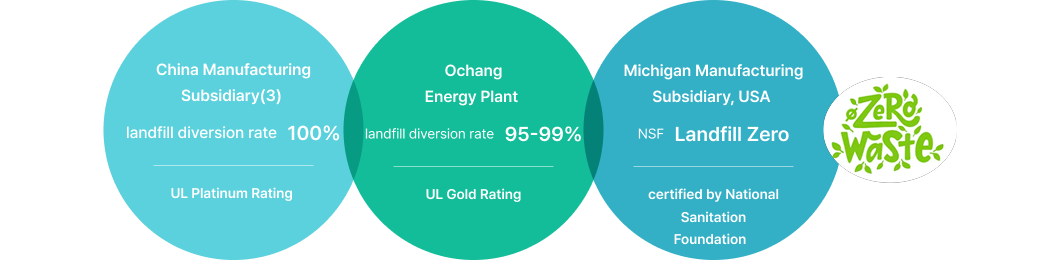 China Manufacturing
Subsidiary(3)
landfill diversion rate 100%
UL Platinum Rating
Ochang
Energy Plant
landfill diversion rate 95-99%
UL Gold Rating
Michigan Manufacturing
Subsidiary, USA
NSF Landfill Zero
certified by National
Sanitation
Foundation
ZeRo
WaSte